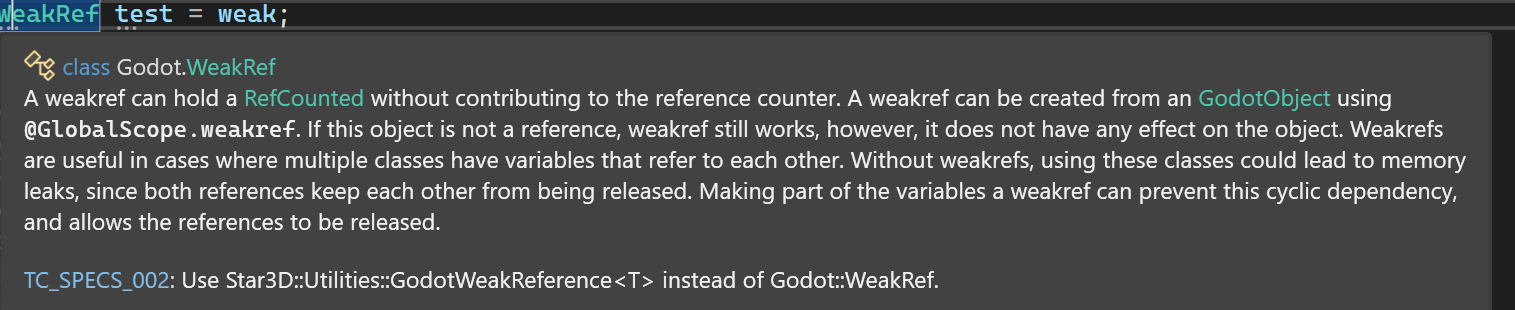 WeakRef test = weak;
class Godot.WeakRef
A weakref can hold a RefCounted without contributing to the reference counter. A weakref can be created from an GodotObject using
@GlobalScope.weakref. If this object is not a reference, weakref still works, however, it does not have any effect on the object. Weakrefs
are useful in cases where multiple classes have variables that refer to each other. Without weakrefs, using these classes could lead to memory
leaks, since both references keep each other from being released. Making part of the variables a weakref can prevent this cyclic dependency,
and allows the references to be released.
TC_SPECS_002: Use Star3D::Utilities::GodotWeakReference<T> instead of Godot::WeakRef.